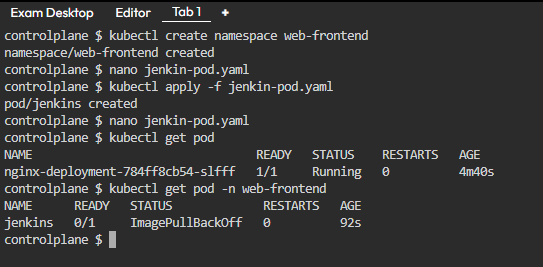 Exam Desktop Editor Tab 1 +
controlplane $ kubectl create namespace web-frontend
namespace/web-frontend created
controlplane $ nano jenkin-pod.yaml
controlplane $ kubectl apply -f jenkin-pod.yaml
pod/jenkins created
controlplane $ nano jenkin-pod.yaml
controlplane $ kubectl get pod
NAME READY STATUS RESTARTS AGE
nginx-deployment-784ff8cb54-slfff 1/1 Running 0 4m40s
controlplane $ kubectl get pod -n web-frontend
NAME READY STATUS RESTARTS AGE
jenkins 0/1 ImagePullBackOff 0 92s
controlplane $